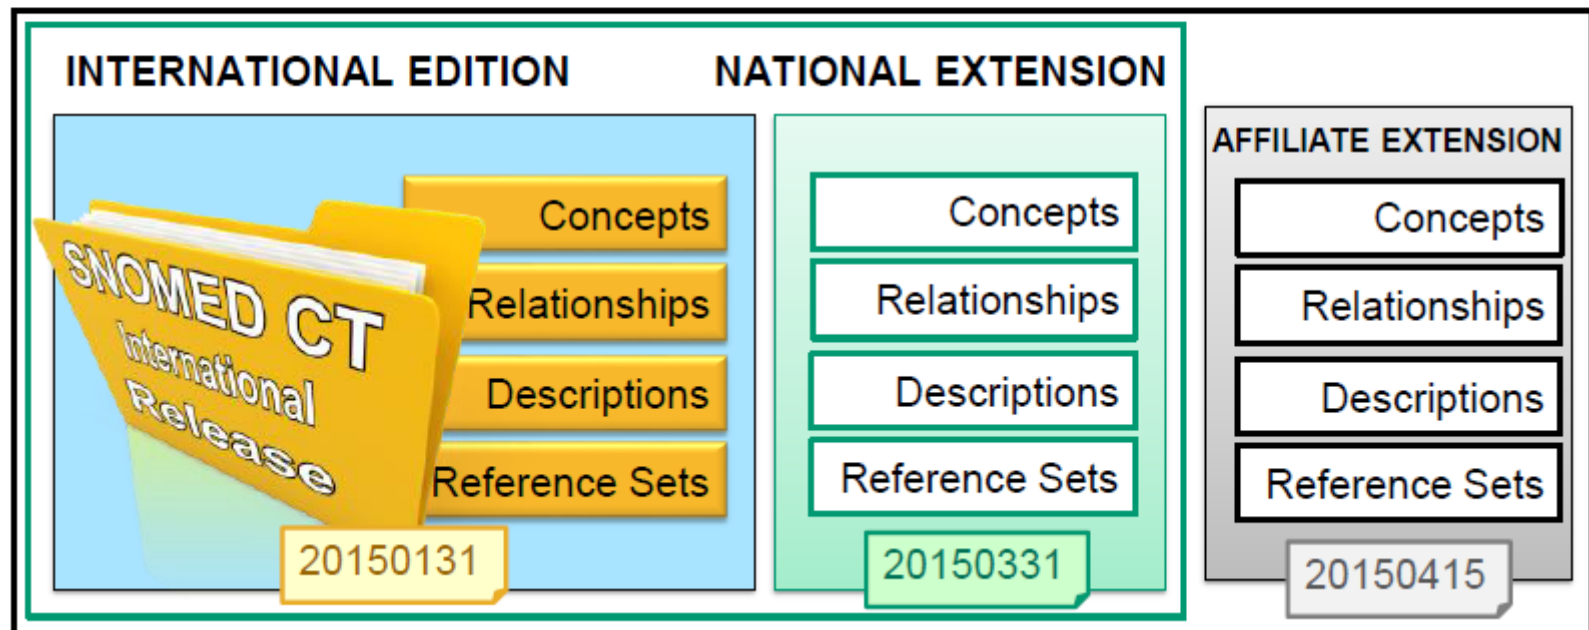 INTERNATIONAL EDITION
SNOMED CT
International
Release
Concepts
Relationships
Descriptions
Reference Sets
20150131
NATIONAL EXTENSION
Concepts
Relationships
Descriptions
Reference Sets
20150331
AFFILIATE EXTENSION
Concepts
Relationships
Descriptions
Reference Sets
20150415